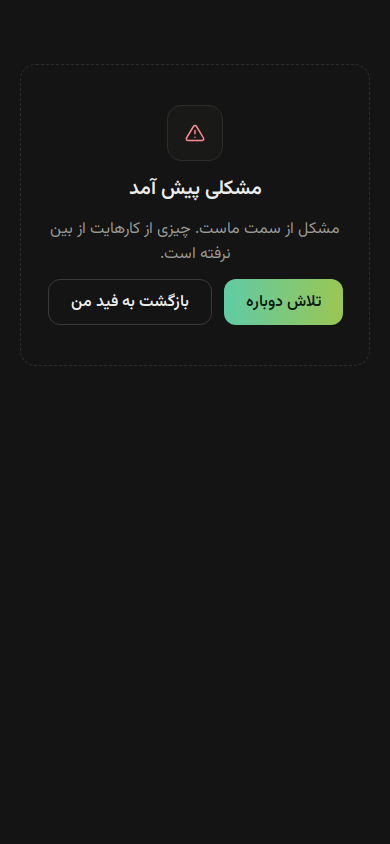 مشکلی پیش آمد
مشکل از سمت ماست. چیزی از کارهایت از بین
نرفته است.
تلاش دوباره
بازگشت به فید من